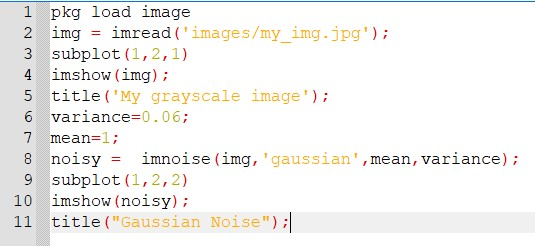 1 pkg load image
2 img = imread('images/my_img.jpg');
3 subplot(1,2,1)
4 imshow(img);
5 title('My grayscale image');
6 variance=0.06;
7 mean=1;
8 noisy =  imnoise(img,'gaussian',mean,variance);
9 subplot(1,2,2)
10 imshow(noisy);
11 title("Gaussian Noise");